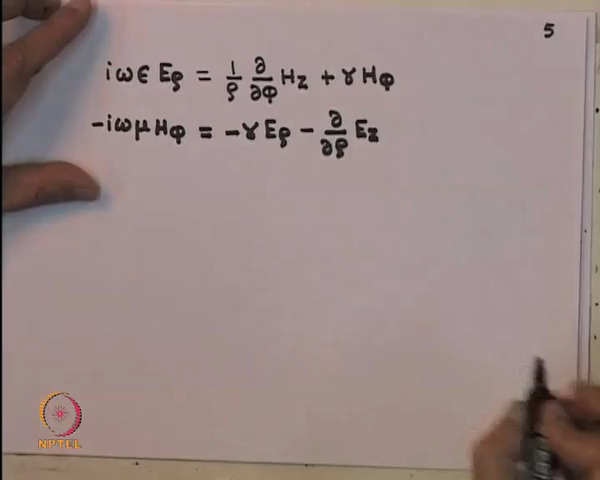 5
iωϵ Eρ = 1/ρ ∂/∂φ Hz + γ Hφ
-iωμ Hφ = -γ Eρ - ∂/∂ρ Ez
NPTEL